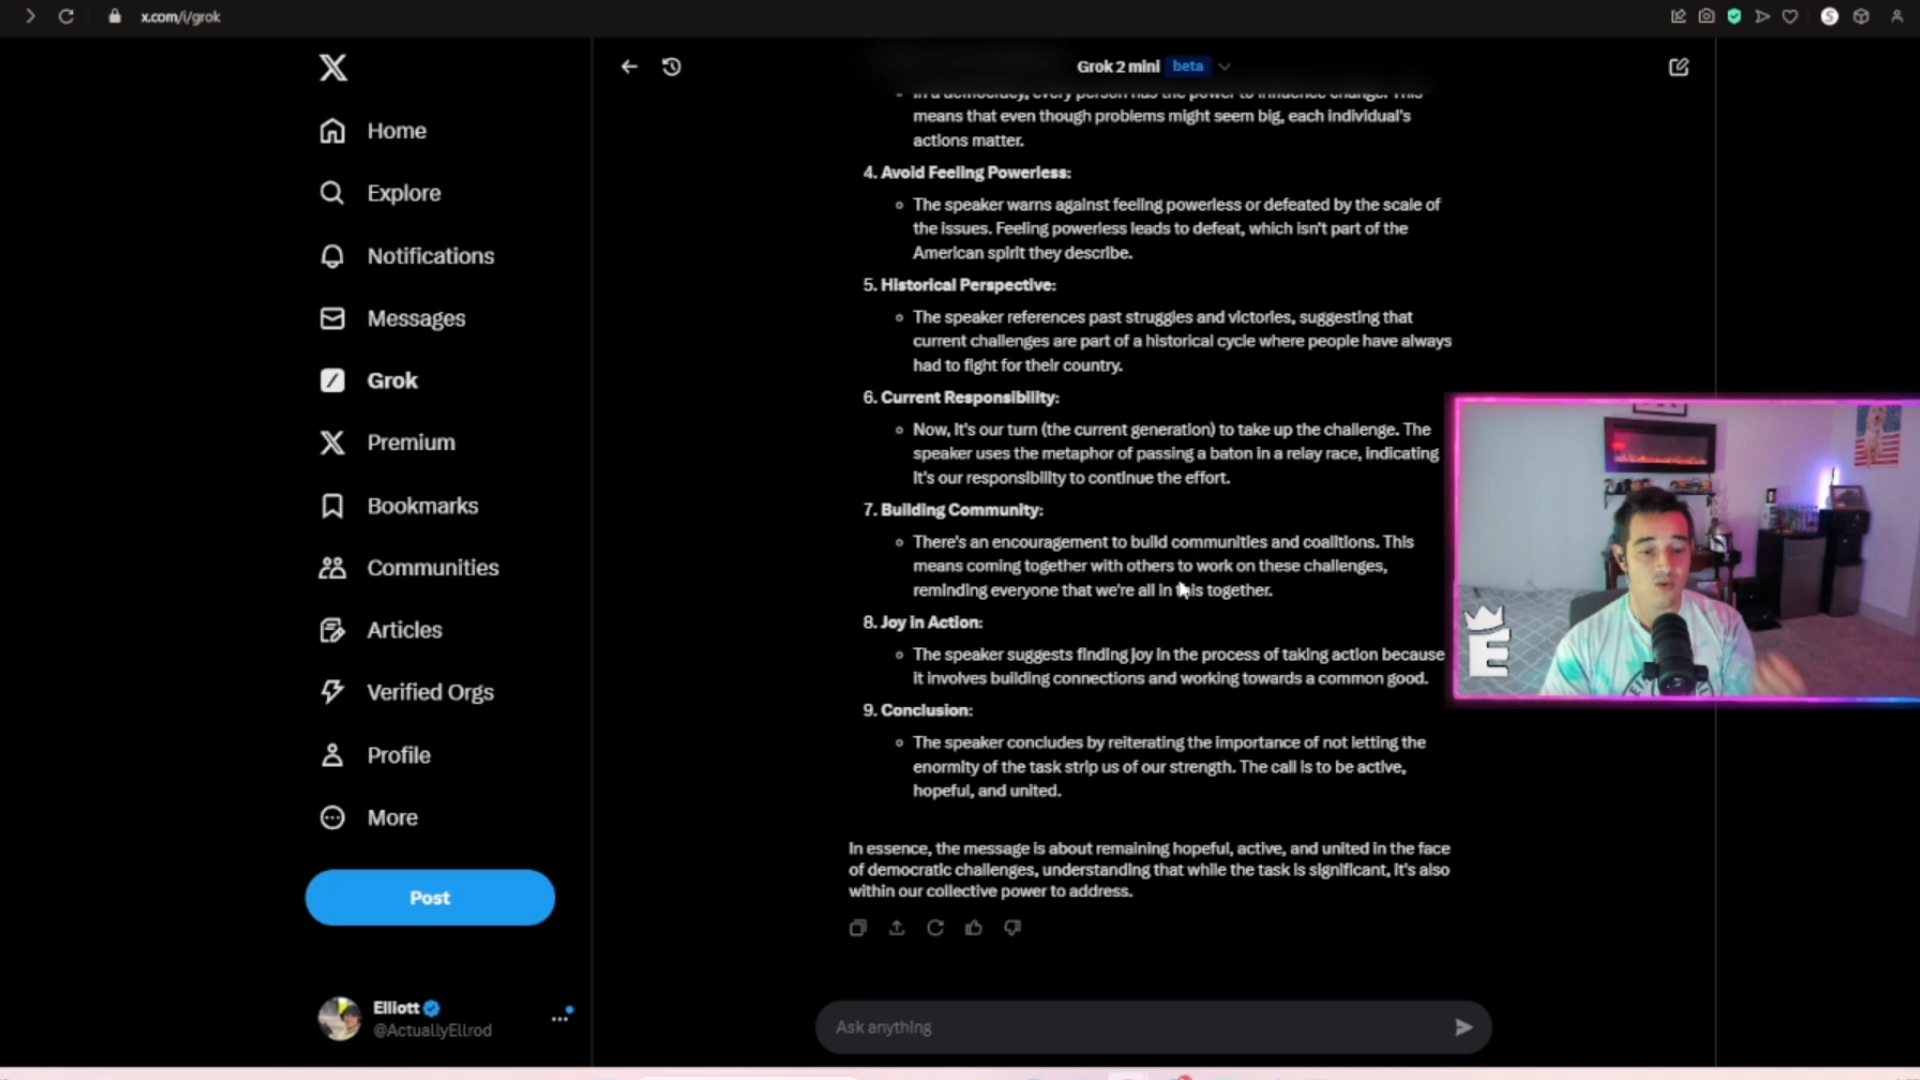 x.com/i/grok
Home
Explore
Notifications
Messages
Grok
Premium
Bookmarks
Communities
Articles
Verified Orgs
Profile
More
Post
Elliott
@ActuallyEllrod
Grok 2 mini beta
In a democracy, every person has the power to influence change. This
means that even though problems might seem big, each individual's
actions matter.
4. Avoid Feeling Powerless:
The speaker warns against feeling powerless or defeated by the scale of
the issues. Feeling powerless leads to defeat, which isn't part of the
American spirit they describe.
5. Historical Perspective:
The speaker references past struggles and victories, suggesting that
current challenges are part of a historical cycle where people have always
had to fight for their country.
6. Current Responsibility:
Now, it's our turn (the current generation) to take up the challenge. The
speaker uses the metaphor of passing a baton in a relay race, indicating
it's our responsibility to continue the effort.
7. Building Community:
There's an encouragement to build communities and coalitions. This
means coming together with others to work on these challenges,
reminding everyone that we're all in this together.
8. Joy in Action:
The speaker suggests finding joy in the process of taking action because
it involves building connections and working towards a common good.
9. Conclusion:
The speaker concludes by reiterating the importance of not letting the
enormity of the task strip us of our strength. The call is to be active,
hopeful, and united.
In essence, the message is about remaining hopeful, active, and united in the face
of democratic challenges, understanding that while the task is significant, it's also
within our collective power to address.
Ask anything
E